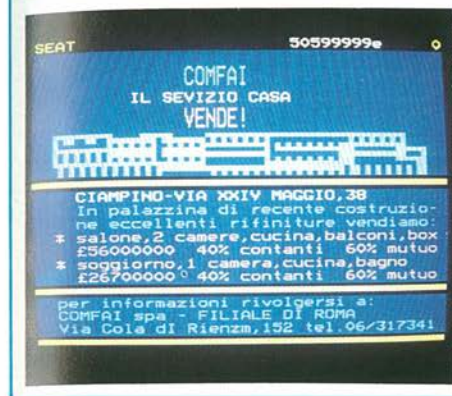 SEAT 50599999e 0
COMFAI
IL SEVIZIO CASA
VENDE!
CIAMPINO-VIA XXIV MAGGIO,38
In palazzina di recente costruzio-
ne eccellenti rifiniture vendiamo:
* salone,2 camere,cucina,balconi,box
£56000000 40% contanti 60% mutuo
* soggiorno,1 camera,cucina,bagno
£26700000 40% contanti 60% mutuo
per informazioni rivolgersi a:
COMFAI spa - FILIALE DI ROMA
Via Cola dI Rienzm,152 tel.06/317341